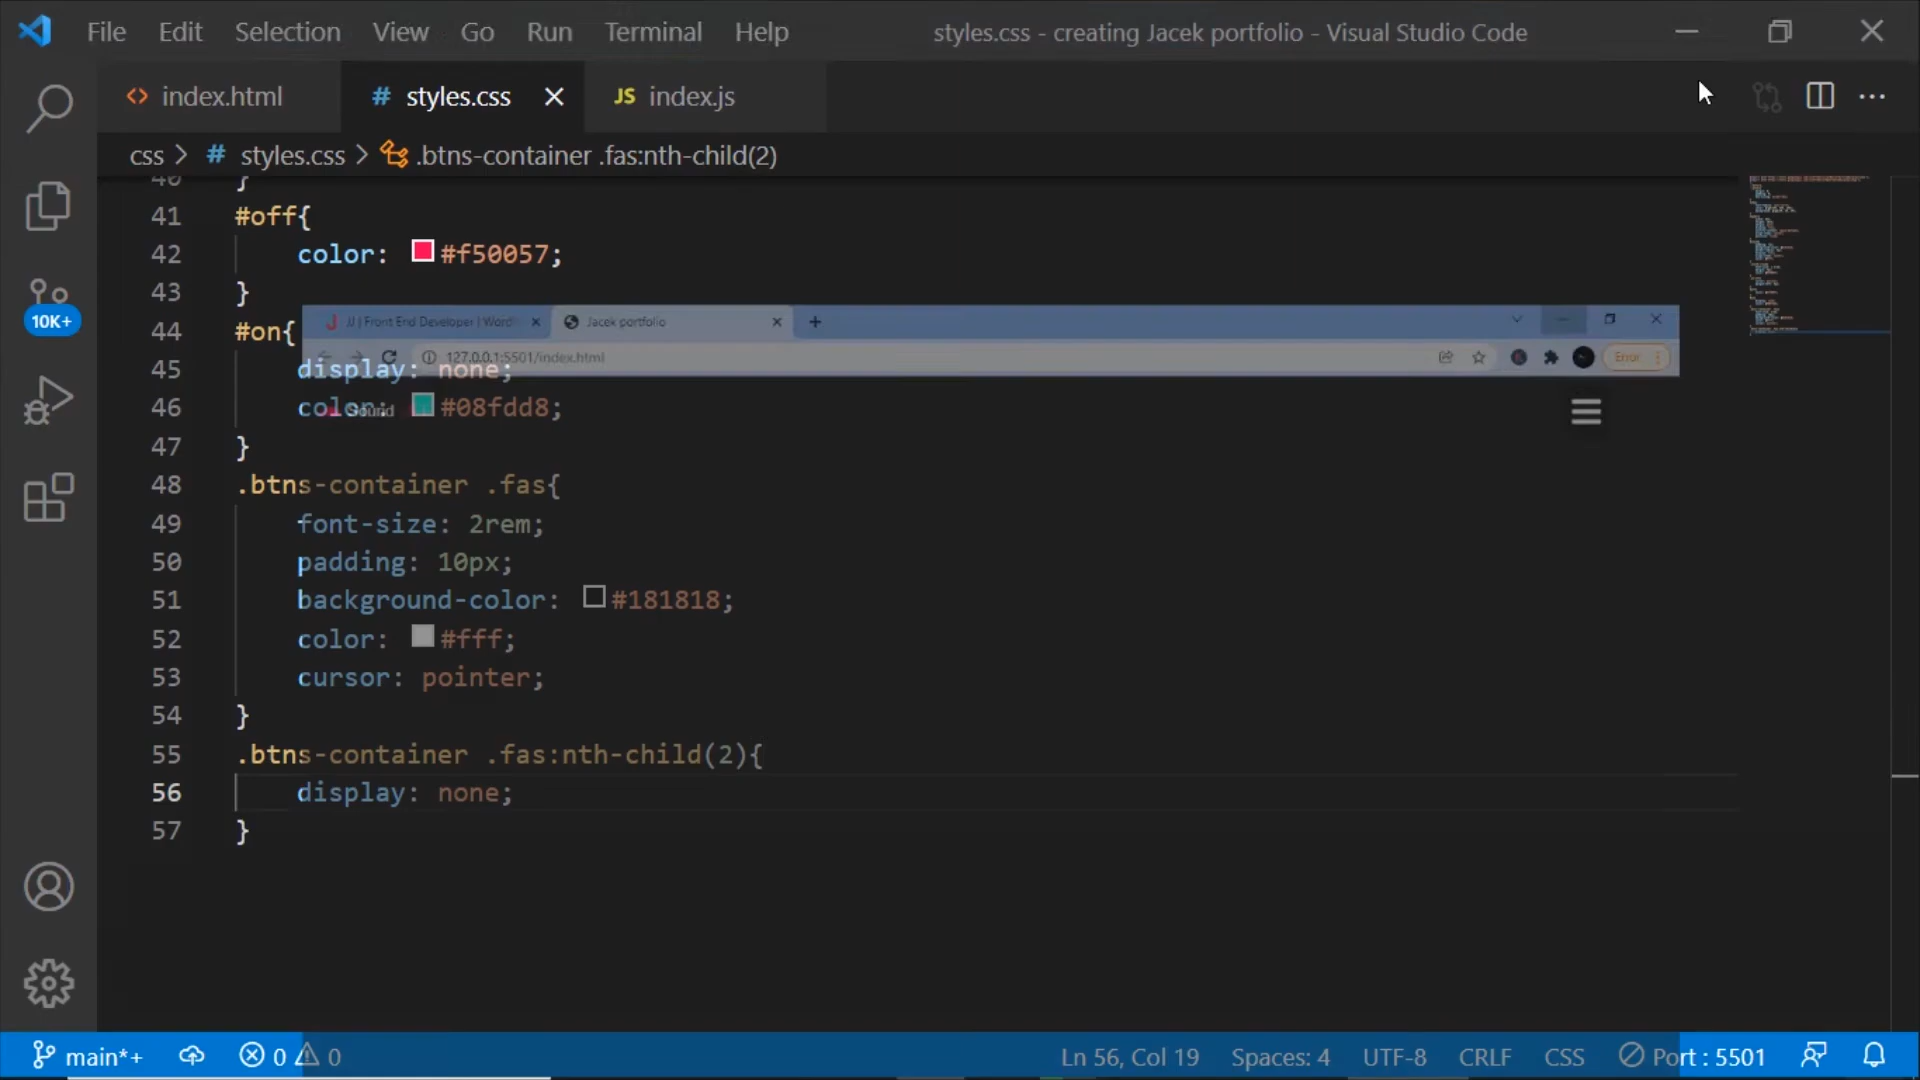 File Edit Selection View Go Run Terminal Help styles.css - creating Jacek portfolio - Visual Studio Code
index.html # styles.css JS index.js
css > # styles.css > .btns-container .fas:nth-child(2)
40 }
41 #off{
42 color: #f50057;
43 }
JJ | Front End Developer | Jacek portfolio
44 #on{
127.0.0.1:5501/index.html Error
45 display: none;
46 color: #08fdd8;
Sound
47 }
48 .btns-container .fas{
49 font-size: 2rem;
50 padding: 10px;
51 background-color: #181818;
52 color: #fff;
53 cursor: pointer;
54 }
55 .btns-container .fas:nth-child(2){
56 display: none;
57 }
10K+
main*+ 0 0 Ln 56, Col 19 Spaces: 4 UTF-8 CRLF CSS Port : 5501